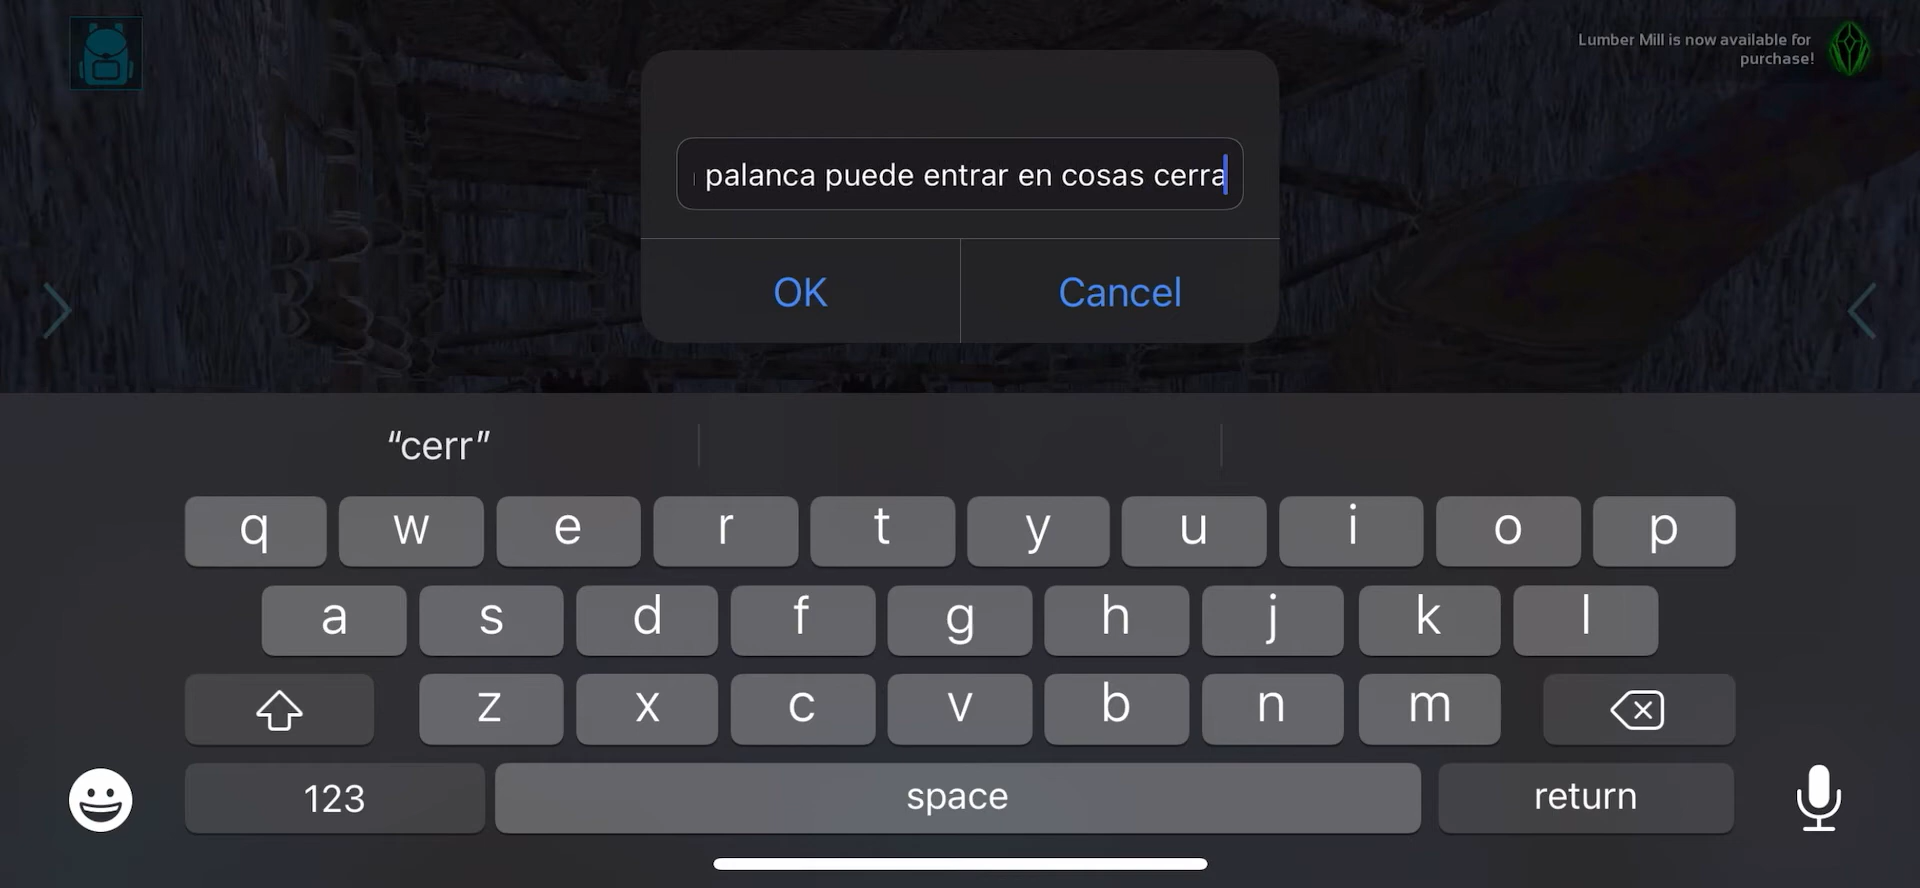 Lumber Mill is now available for
purchase!
palanca puede entrar en cosas cerra
OK
Cancel
“cerr”
q w e r t y u i o p
a s d f g h j k l
z x c v b n m
123
space
return